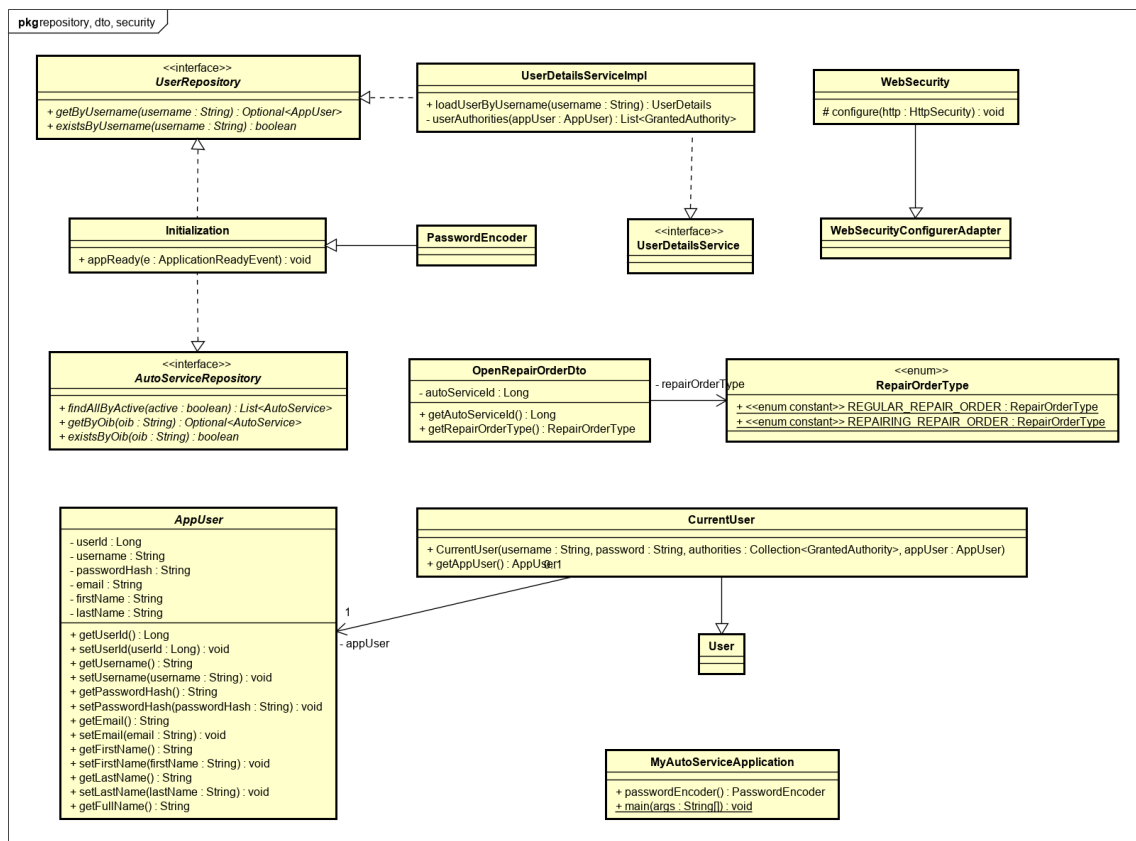 pkg repository, dto, security
<<interface>>
UserRepository
+ getByUsername(username : String) : Optional<AppUser>
+ existsByUsername(username : String) : boolean
UserDetailsServiceImpl
+ loadUserByUsername(username : String) : UserDetails
- userAuthorities(appUser : AppUser) : List<GrantedAuthority>
WebSecurity
# configure(http : HttpSecurity) : void
Initialization
+ appReady(e : ApplicationReadyEvent) : void
PasswordEncoder
<<interface>>
UserDetailsService
WebSecurityConfigurerAdapter
<<interface>>
AutoServiceRepository
+ findAllByActive(active : boolean) : List<AutoService>
+ getByOib(oib : String) : Optional<AutoService>
+ existsByOib(oib : String) : boolean
OpenRepairOrderDto
- autoServiceId : Long
+ getAutoServiceId() : Long
+ getRepairOrderType() : RepairOrderType
- repairOrderType
<<enum>>
RepairOrderType
+ <<enum constant>> REGULAR_REPAIR_ORDER : RepairOrderType
+ <<enum constant>> REPAIRING_REPAIR_ORDER : RepairOrderType
AppUser
- userId : Long
- username : String
- passwordHash : String
- email : String
- firstName : String
- lastName : String
+ getUserId() : Long
+ setUserId(userId : Long) : void
+ getUsername() : String
+ setUsername(username : String) : void
+ getPasswordHash() : String
+ setPasswordHash(passwordHash : String) : void
+ getEmail() : String
+ setEmail(email : String) : void
+ getFirstName() : String
+ setFirstName(firstName : String) : void
+ getLastName() : String
+ setLastName(lastName : String) : void
+ getFullName() : String
CurrentUser
+ CurrentUser(username : String, password : String, authorities : Collection<GrantedAuthority>, appUser : AppUser)
+ getAppUser() : AppUser
0..1
1
- appUser
User
MyAutoServiceApplication
+ passwordEncoder() : PasswordEncoder
+ main(args : String[]) : void